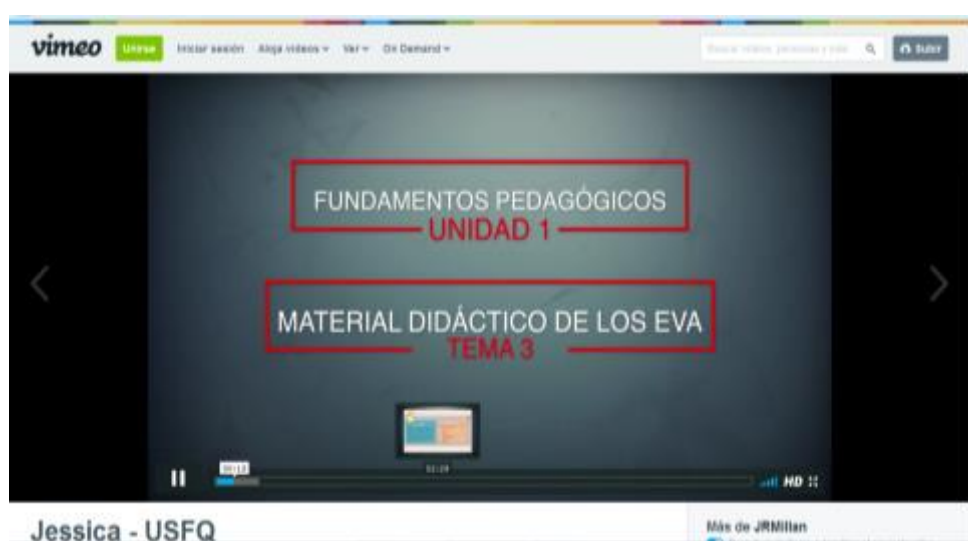 vimeo Unirse Iniciar sesión Aloja videos Ver On Demand Subir
FUNDAMENTOS PEDAGÓGICOS
UNIDAD 1
MATERIAL DIDÁCTICO DE LOS EVA
TEMA 3
HD
Jessica - USFQ
Más de JRMillan